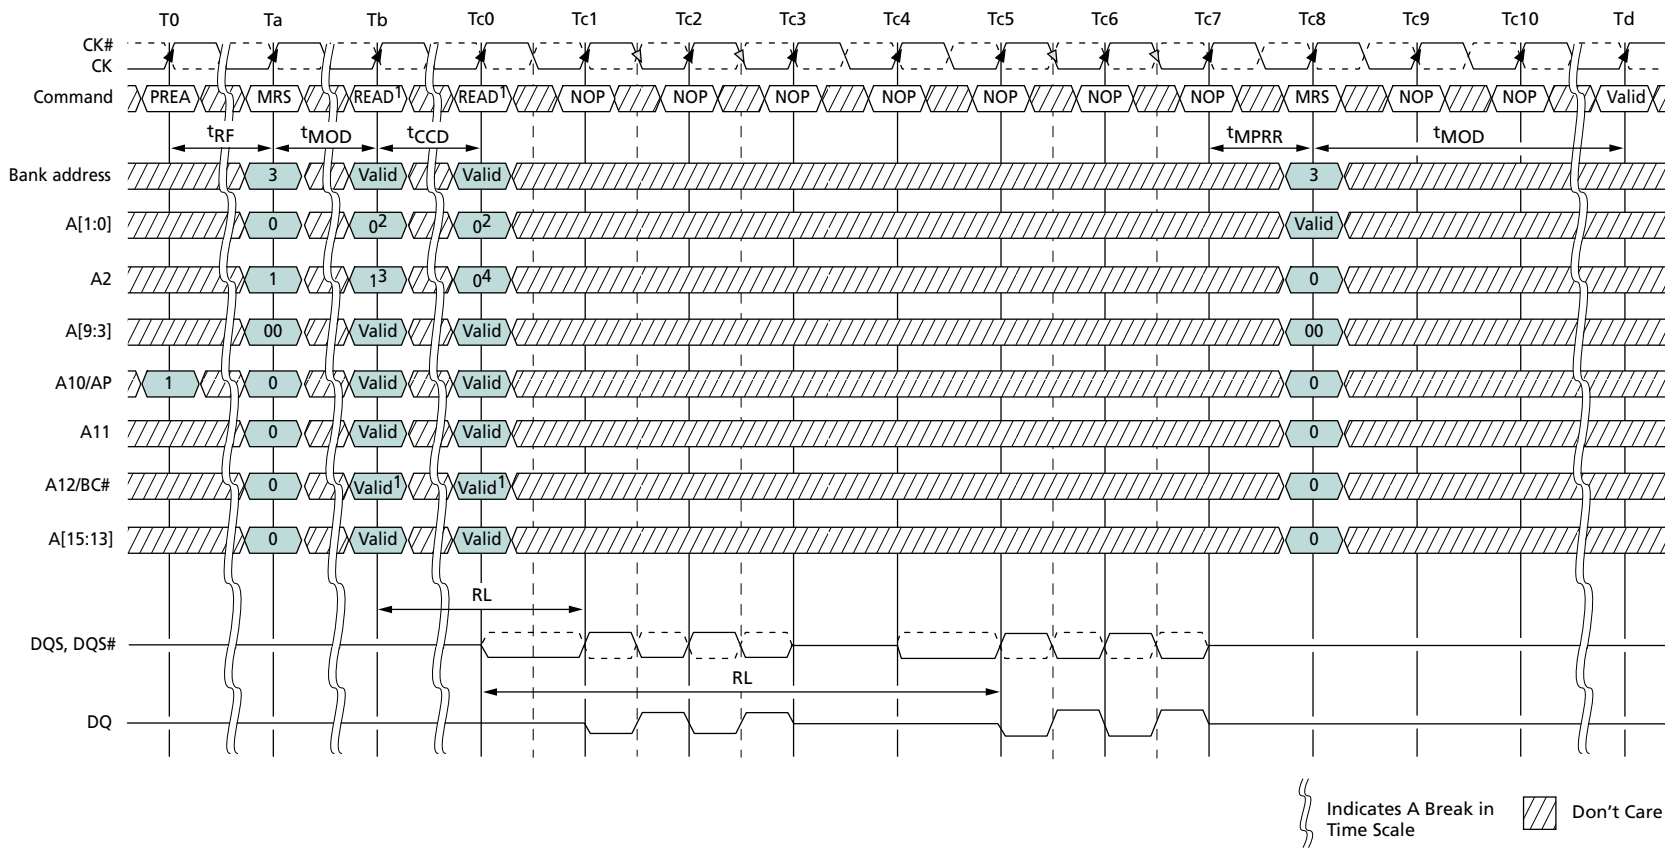 T0 Ta Tb Tc0 Tc1 Tc2 Tc3 Tc4 Tc5 Tc6 Tc7 Tc8 Tc9 Tc10 Td
CK#
CK
Command PREA MRS READ1 READ1 NOP NOP NOP NOP NOP NOP NOP MRS NOP NOP Valid
tRF tMOD tCCD tMPRR tMOD
Bank address 3 Valid Valid 3
A[1:0] 0 02 02 Valid
A2 1 13 04 0
A[9:3] 00 Valid Valid 00
A10/AP 1 0 Valid Valid 0
A11 0 Valid Valid 0
A12/BC# 0 Valid1 Valid1 0
A[15:13] 0 Valid Valid 0
RL
DQS, DQS#
RL
DQ
Indicates A Break in
Time Scale
Don't Care